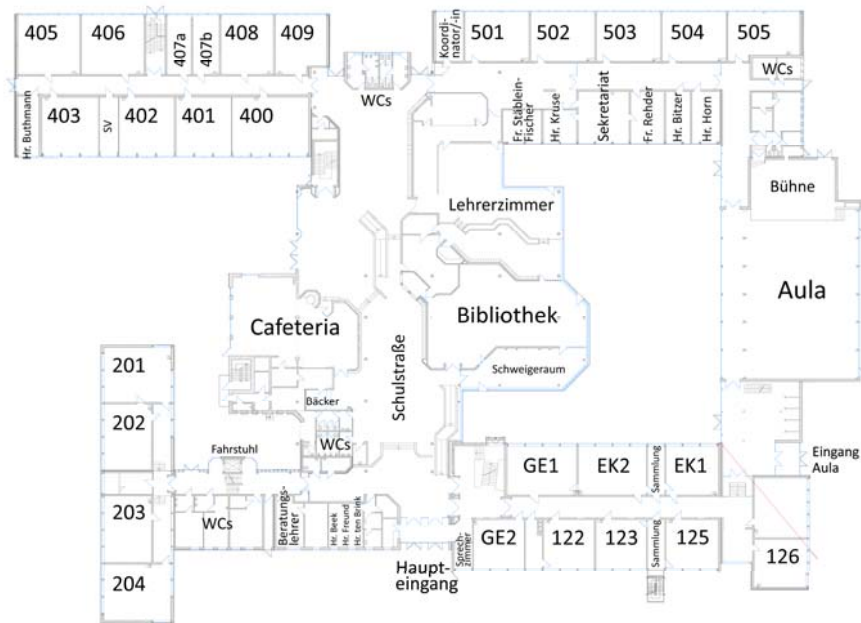 405
406
407a
407b
408
409
Koordi-
nator/-in
501
502
503
504
505
WCs
WCs
Hr. Buthmann
403
SV
402
401
400
Fr. Stäblein-
Fischer
Hr. Kruse
Sekretariat
Fr. Rehder
Hr. Bitzer
Hr. Horn
Bühne
Lehrerzimmer
Aula
Cafeteria
Bibliothek
Schulstraße
Schweigeraum
201
Bäcker
202
WCs
Fahrstuhl
GE1
EK2
Sammlung
EK1
Eingang
Aula
203
WCs
Beratungs-
lehrer
Hr. Beek
Hr. Freund
Hr. ten Brink
Sprech-
zimmer
GE2
122
123
Sammlung
125
126
Haupt-
eingang
204